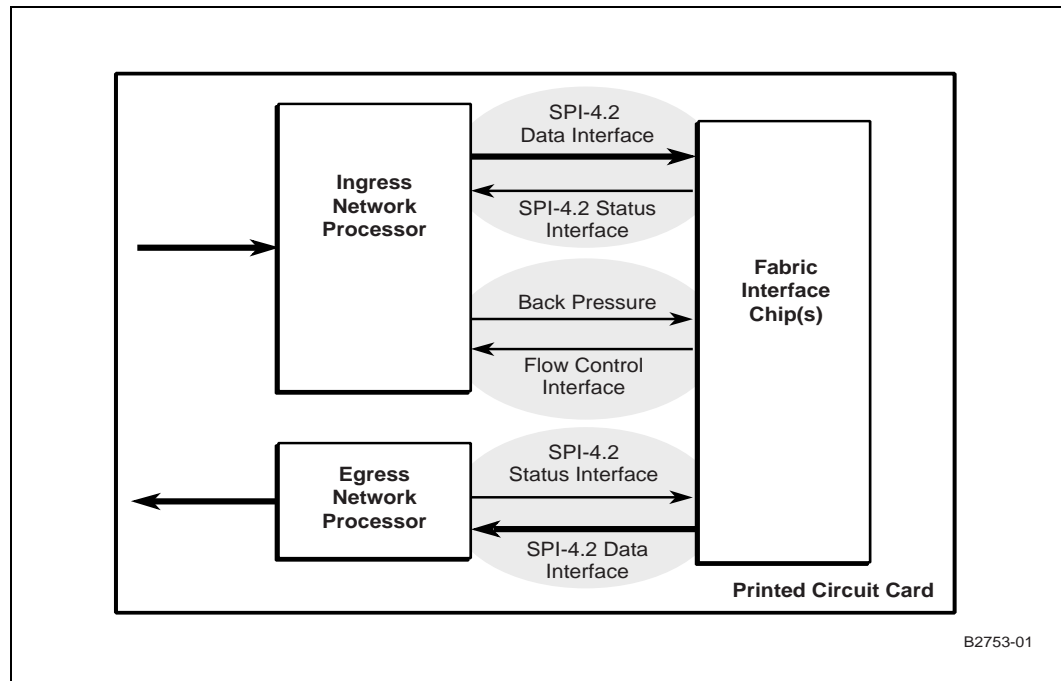 SPI-4.2
Data Interface
Ingress
Network
Processor
SPI-4.2 Status
Interface
Fabric
Interface
Chip(s)
Back Pressure
Flow Control
Interface
SPI-4.2
Status Interface
Egress
Network
Processor
SPI-4.2 Data
Interface
Printed Circuit Card
B2753-01